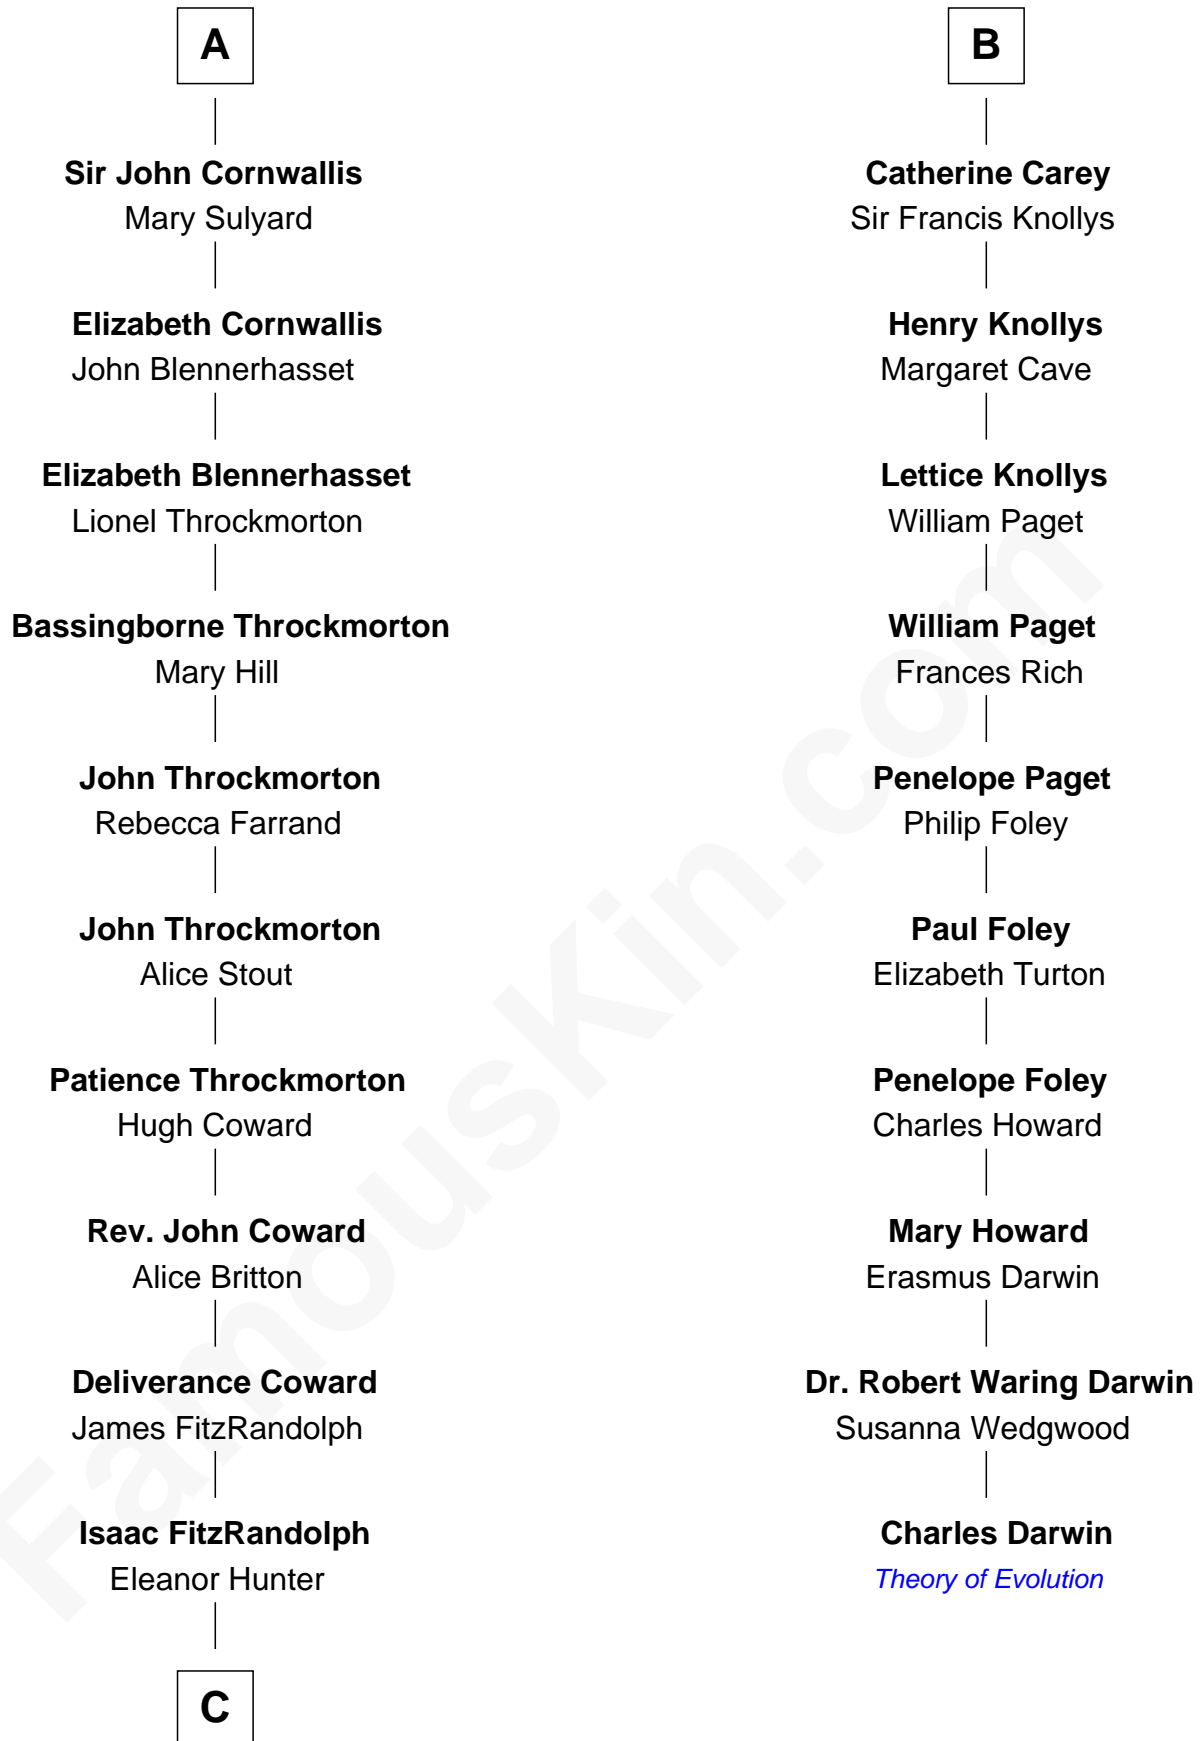 A
Sir John Cornwallis
Mary Sulyard
Elizabeth Cornwallis
John Blennerhasset
Elizabeth Blennerhasset
Lionel Throckmorton
Bassingborne Throckmorton
Mary Hill
John Throckmorton
Rebecca Farrand
John Throckmorton
Alice Stout
Patience Throckmorton
Hugh Coward
Rev. John Coward
Alice Britton
Deliverance Coward
James FitzRandolph
Isaac FitzRandolph
Eleanor Hunter
C
B
Catherine Carey
Sir Francis Knollys
Henry Knollys
Margaret Cave
Lettice Knollys
William Paget
William Paget
Frances Rich
Penelope Paget
Philip Foley
Paul Foley
Elizabeth Turton
Penelope Foley
Charles Howard
Mary Howard
Erasmus Darwin
Dr. Robert Waring Darwin
Susanna Wedgwood
Charles Darwin
Theory of Evolution
FamousKin.com